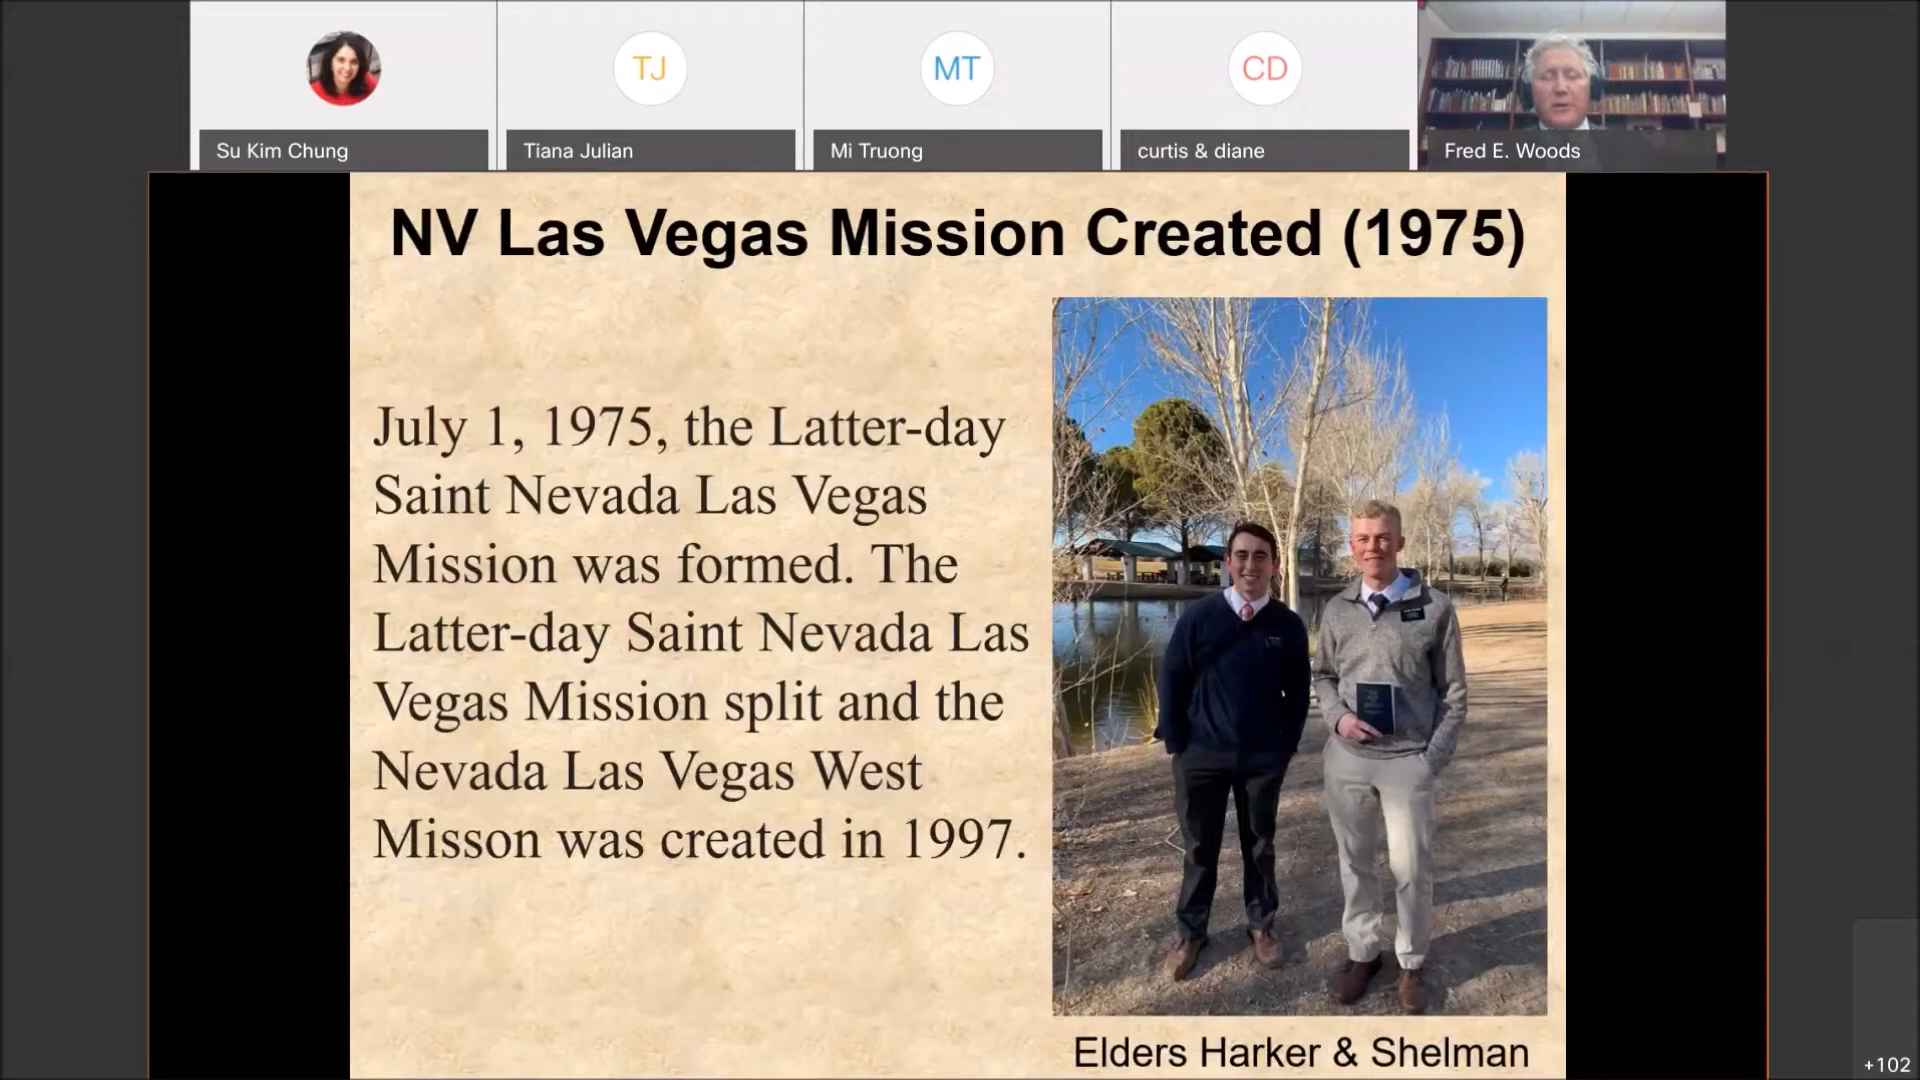 TJ
MT
CD
Su Kim Chung
Tiana Julian
Mi Truong
curtis & diane
Fred E. Woods
NV Las Vegas Mission Created (1975)
July 1, 1975, the Latter-day
Saint Nevada Las Vegas
Mission was formed. The
Latter-day Saint Nevada Las
Vegas Mission split and the
Nevada Las Vegas West
Misson was created in 1997.
Elders Harker & Shelman
+102